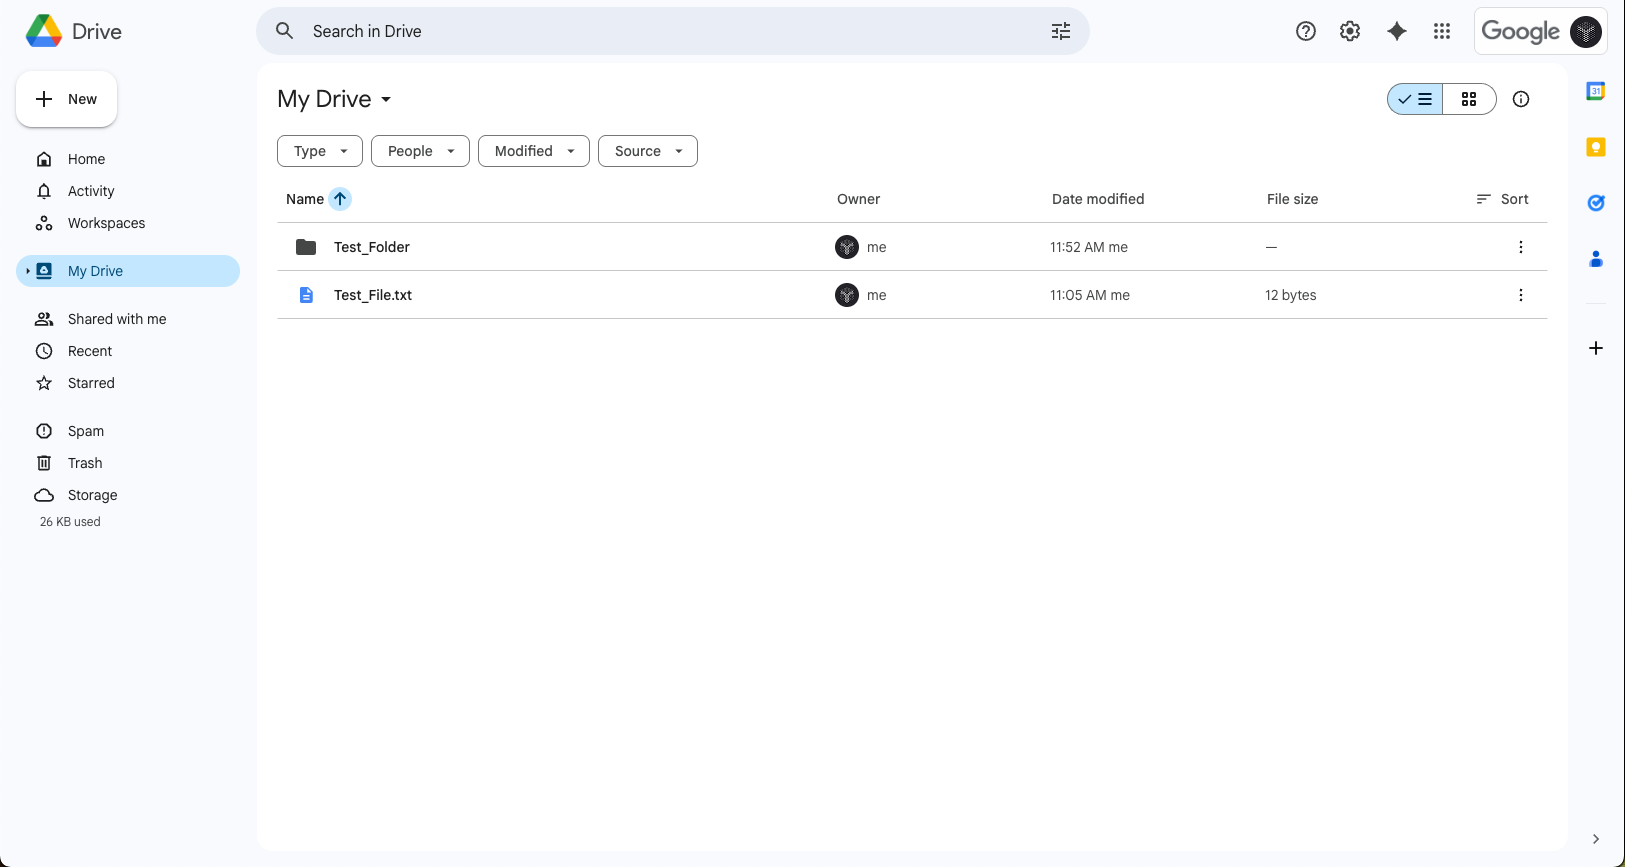 Drive
Search in Drive
Google
New
Home
Activity
Workspaces
My Drive
Shared with me
Recent
Starred
Spam
Trash
Storage
26 KB used
My Drive
Type People Modified Source
Name Owner Date modified File size Sort
Test_Folder me 11:52 AM me —
Test_File.txt me 11:05 AM me 12 bytes
31